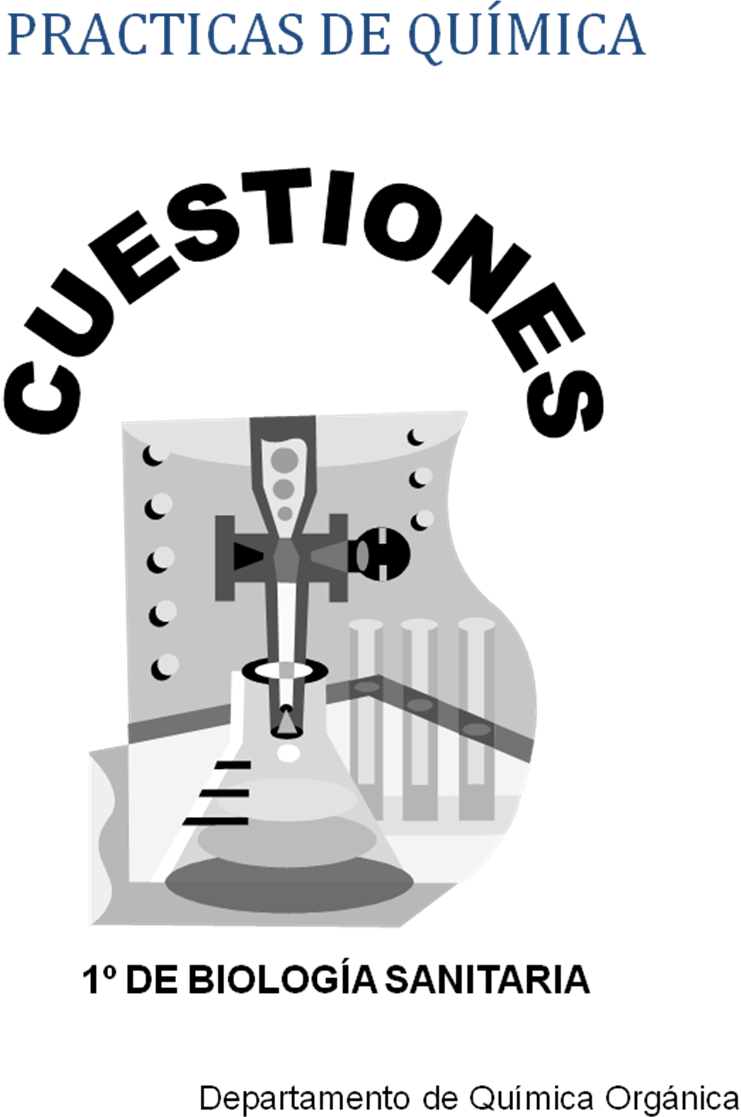 PRACTICAS DE QUÍMICA
CUESTIONES
1º DE BIOLOGÍA SANITARIA
Departamento de Química Orgánica